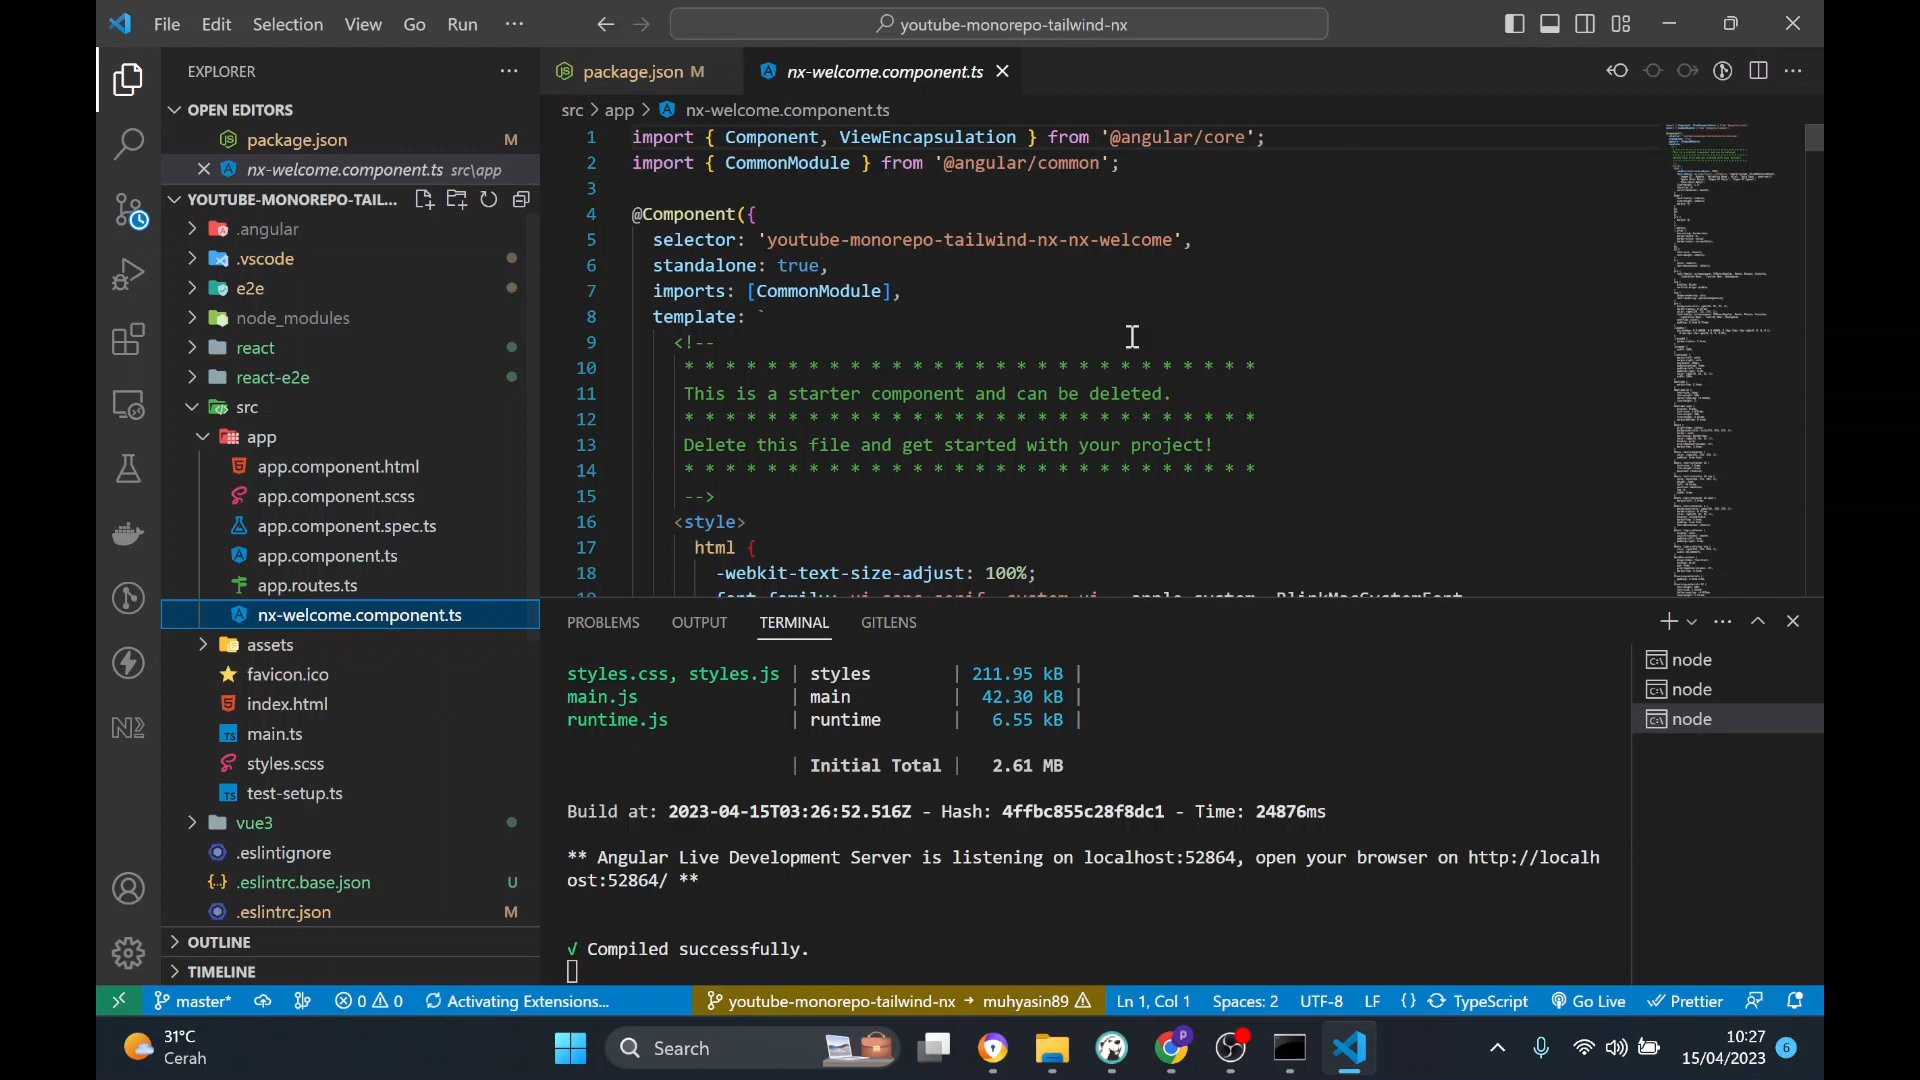 File Edit Selection View Go Run ···
youtube-monorepo-tailwind-nx
EXPLORER
OPEN EDITORS
package.json M
nx-welcome.component.ts src\app
YOUTUBE-MONOREPO-TAIL...
.angular
.vscode
e2e
node_modules
react
react-e2e
src
app
app.component.html
app.component.scss
app.component.spec.ts
app.component.ts
app.routes.ts
nx-welcome.component.ts
assets
favicon.ico
index.html
main.ts
styles.scss
test-setup.ts
vue3
.eslintignore
.eslintrc.base.json U
.eslintrc.json M
OUTLINE
TIMELINE
package.json M
nx-welcome.component.ts
src > app > nx-welcome.component.ts
1 import { Component, ViewEncapsulation } from '@angular/core';
2 import { CommonModule } from '@angular/common';
3
4 @Component({
5 selector: 'youtube-monorepo-tailwind-nx-nx-welcome',
6 standalone: true,
7 imports: [CommonModule],
8 template: `
9 <!--
10 * * * * * * * * * * * * * * * * * * * * * * * * * * * *
11 This is a starter component and can be deleted.
12 * * * * * * * * * * * * * * * * * * * * * * * * * * * *
13 Delete this file and get started with your project!
14 * * * * * * * * * * * * * * * * * * * * * * * * * * * *
15 -->
16 <style>
17 html {
18 -webkit-text-size-adjust: 100%;
PROBLEMS OUTPUT TERMINAL GITLENS
styles.css, styles.js | styles | 211.95 kB |
main.js | main | 42.30 kB |
runtime.js | runtime | 6.55 kB |
| Initial Total | 2.61 MB
Build at: 2023-04-15T03:26:52.516Z - Hash: 4ffbc855c28f8dc1 - Time: 24876ms
** Angular Live Development Server is listening on localhost:52864, open your browser on http://localh
ost:52864/ **
√ Compiled successfully.
node
node
node
master* 0 0 Activating Extensions... youtube-monorepo-tailwind-nx → muhyasin89 Ln 1, Col 1 Spaces: 2 UTF-8 LF {} TypeScript Go Live Prettier
31°C
Cerah
Search
10:27
15/04/2023 6